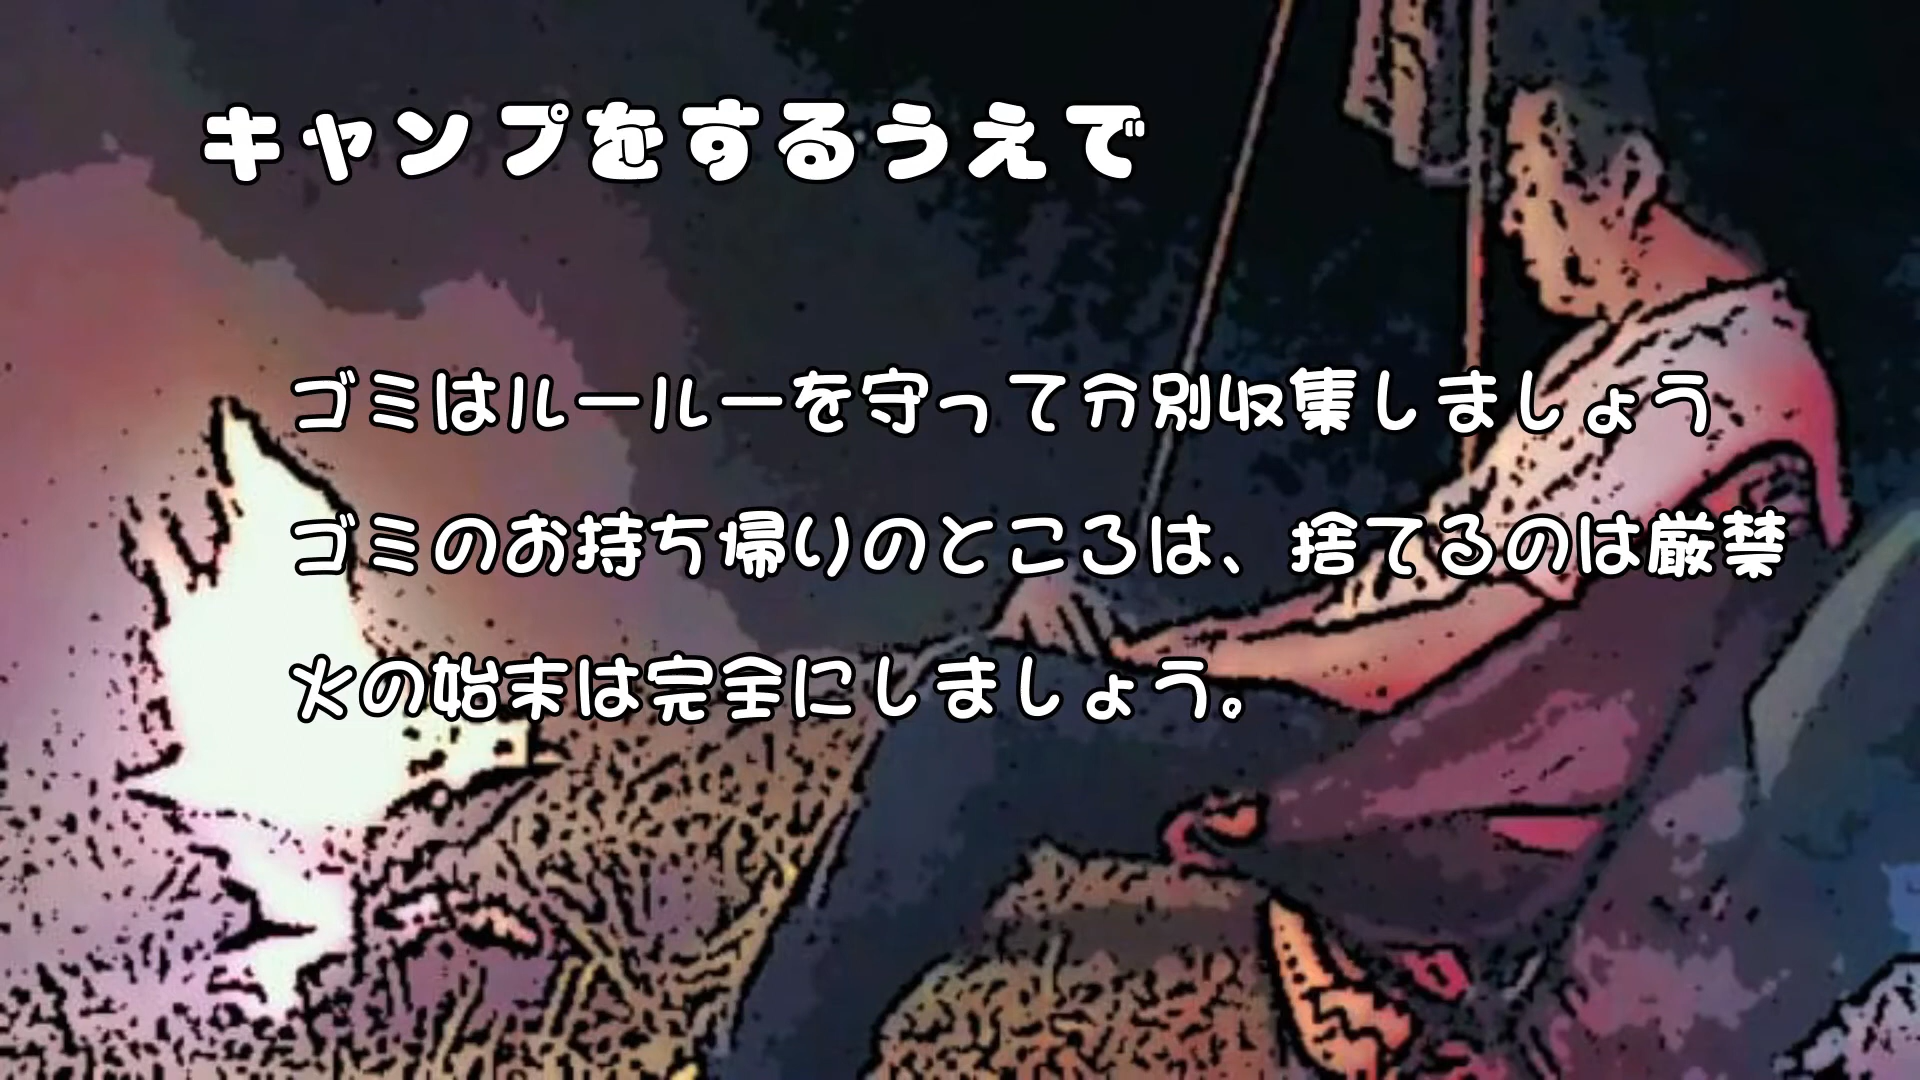 キャンプをするうえで
ゴミはルールーを守って分別収集しましょう
ゴミのお持ち帰りのところは、捨てるのは厳禁
火の始末は完全にしましょう。